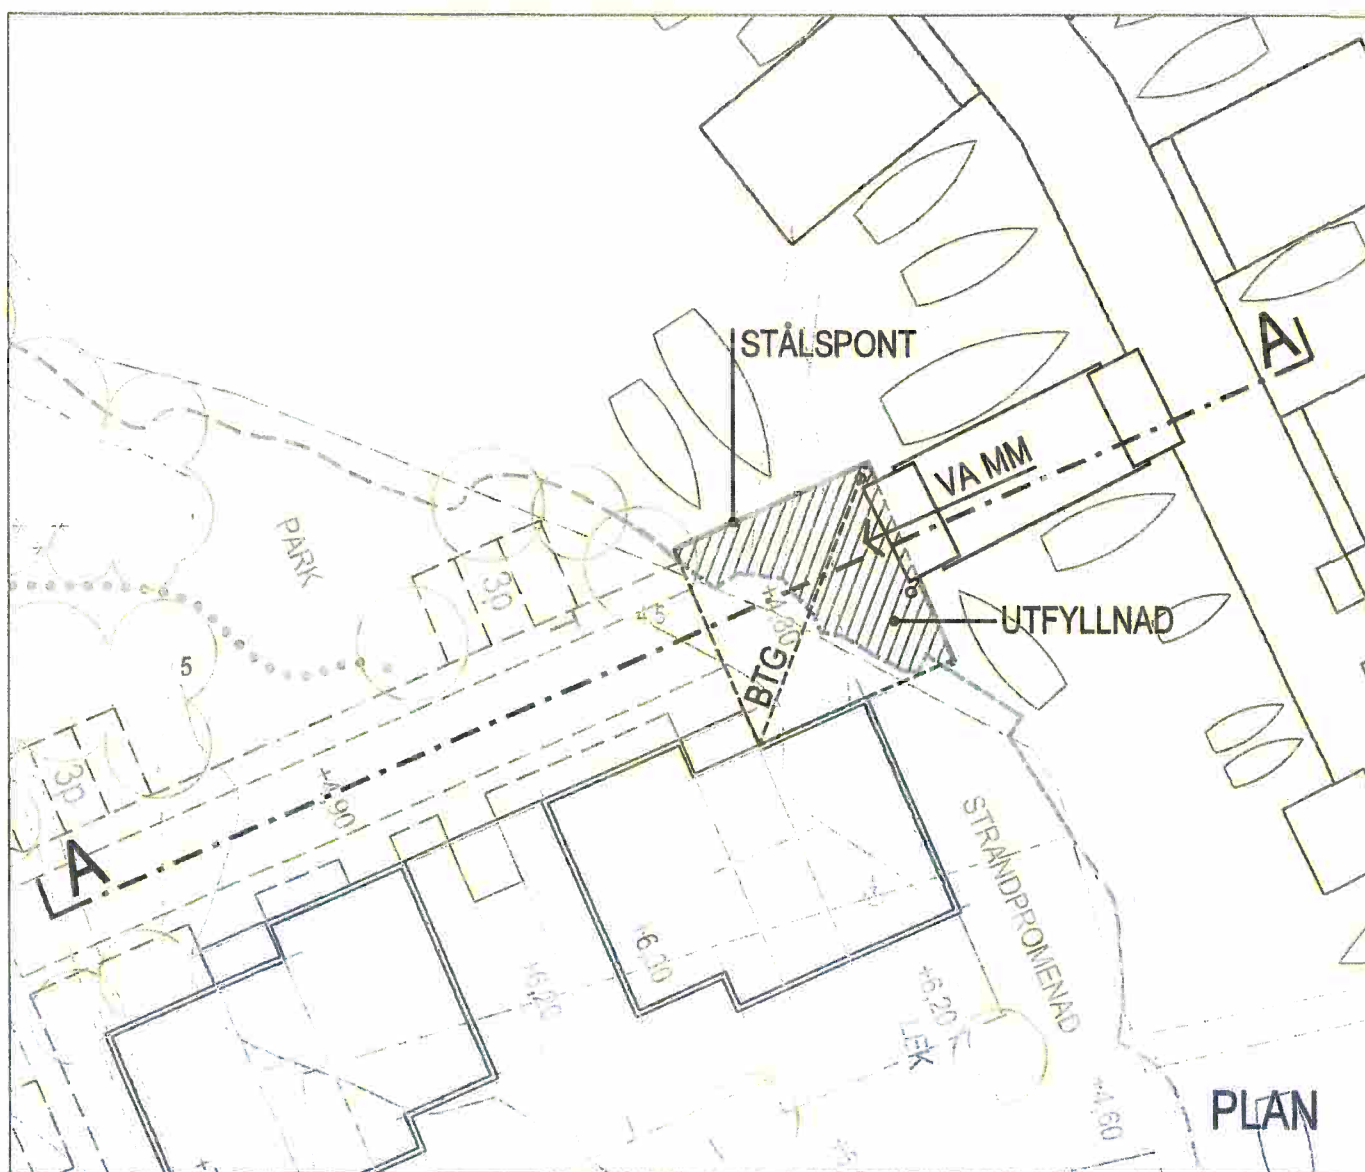 STÅLSPONT
A
VA MM
PARK
3p
+4,80
UTFYLLNAD
BTG
5
3p
+4,90
A
STRANDPROMENAD
+6,30
+6,20
+6,20
LEK
+4,60
PLAN